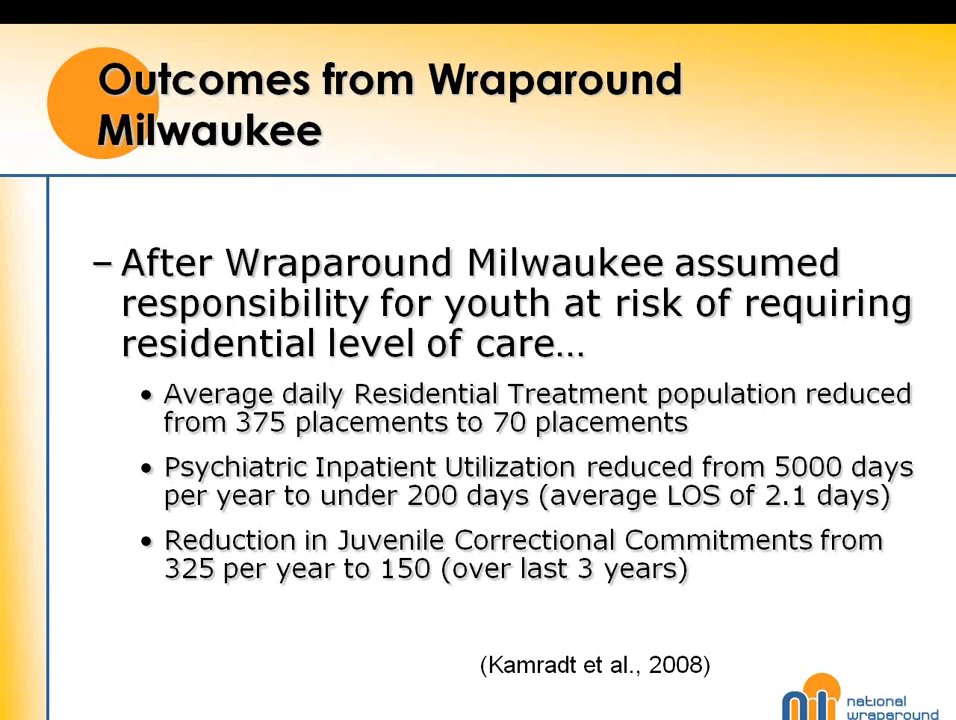 Outcomes from Wraparound
Milwaukee
– After Wraparound Milwaukee assumed
responsibility for youth at risk of requiring
residential level of care…
• Average daily Residential Treatment population reduced
from 375 placements to 70 placements
• Psychiatric Inpatient Utilization reduced from 5000 days
per year to under 200 days (average LOS of 2.1 days)
• Reduction in Juvenile Correctional Commitments from
325 per year to 150 (over last 3 years)
(Kamradt et al., 2008)
national
wraparound